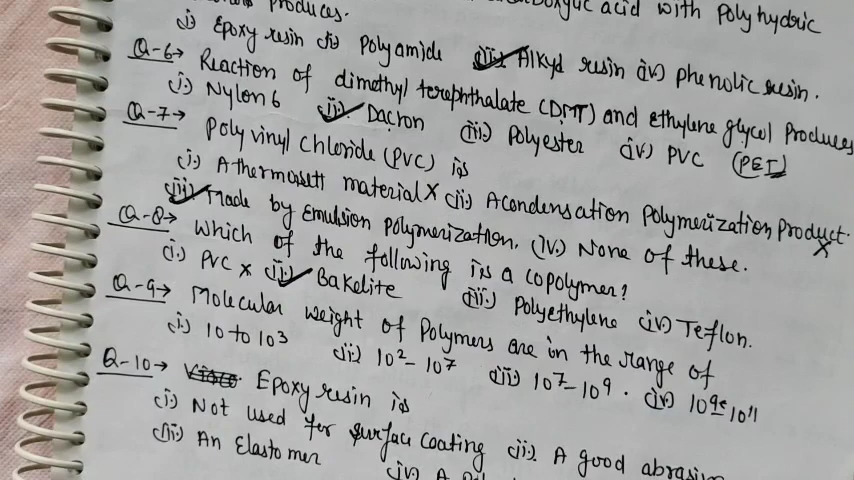 produces. carboxylic acid with Polyhydric
(i) Epoxy resin (ii) Polyamide (iii) Alkyd resin (iv) phenolic resin.
Q-6→ Reaction of dimethyl terephthalate (DMT) and ethylene glycol Produces
(i) Nylon 6 (ii) Dacron (iii) Polyester (iv) PVC (PET)
Q-7→ Polyvinyl chloride (PVC) is
(i) A thermosett material X (ii) A condensation Polymerization Product. X
(iii) Made by Emulsion polymerization. (iv) None of these.
Q-8→ Which of the following is a copolymer?
(i) PVC X (ii) Bakelite (iii) Polyethylene (iv) Teflon.
Q-9→ Molecular weight of Polymers are in the range of
(i) 10 to 10³ (ii) 10² – 10⁷ (iii) 10⁷ – 10⁹. (iv) 10⁹ – 10¹¹
Q-10→ Epoxy resin is
(i) Not used for surface coating (ii) A good
(iii) An Elastomer (iv) A